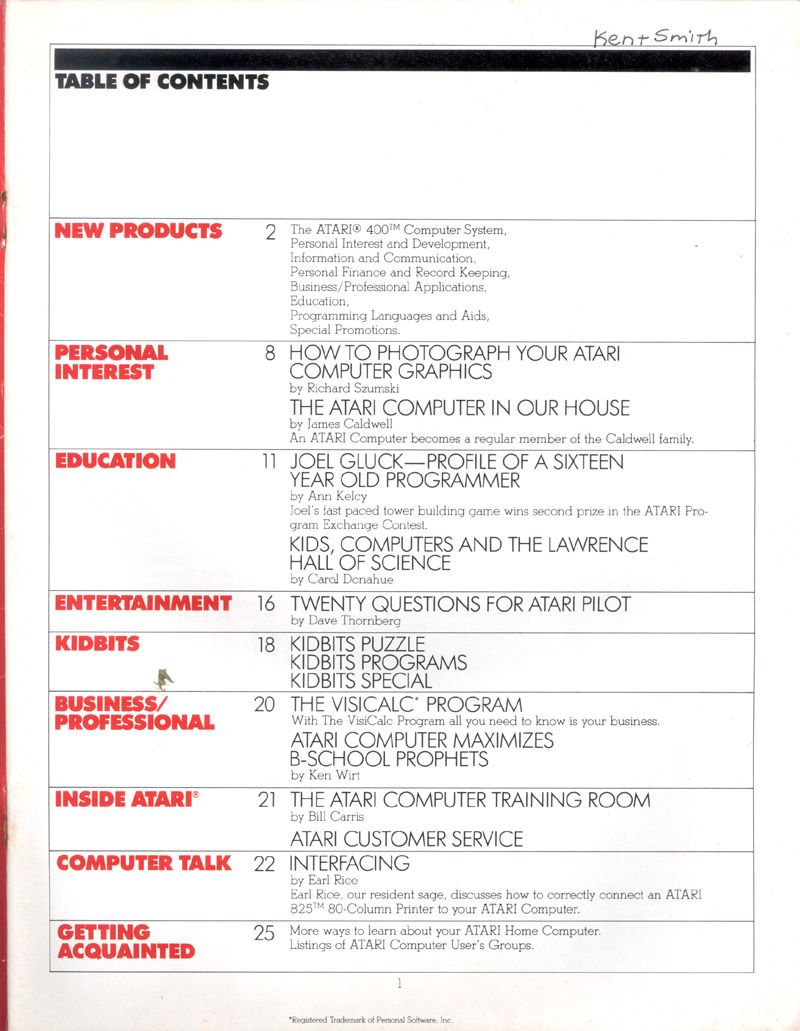 Kent Smith
TABLE OF CONTENTS
NEW PRODUCTS 2 The ATARI® 400™ Computer System,
Personal Interest and Development,
Information and Communication,
Personal Finance and Record Keeping,
Business/Professional Applications,
Education,
Programming Languages and Aids,
Special Promotions.
PERSONAL
INTEREST
8 HOW TO PHOTOGRAPH YOUR ATARI
COMPUTER GRAPHICS
by Richard Szumski
THE ATARI COMPUTER IN OUR HOUSE
by James Caldwell
An ATARI Computer becomes a regular member of the Caldwell family.
EDUCATION 11 JOEL GLUCK—PROFILE OF A SIXTEEN
YEAR OLD PROGRAMMER
by Ann Kelcy
Joel's fast paced tower building game wins second prize in the ATARI Pro-
gram Exchange Contest.
KIDS, COMPUTERS AND THE LAWRENCE
HALL OF SCIENCE
by Carol Donahue
ENTERTAINMENT 16 TWENTY QUESTIONS FOR ATARI PILOT
by Dave Thornberg
KIDBITS 18 KIDBITS PUZZLE
KIDBITS PROGRAMS
KIDBITS SPECIAL
BUSINESS/
PROFESSIONAL
20 THE VISICALC* PROGRAM
With The VisiCalc Program all you need to know is your business.
ATARI COMPUTER MAXIMIZES
B-SCHOOL PROPHETS
by Ken Wirt
INSIDE ATARI® 21 THE ATARI COMPUTER TRAINING ROOM
by Bill Carris
ATARI CUSTOMER SERVICE
COMPUTER TALK 22 INTERFACING
by Earl Rice
Earl Rice, our resident sage, discusses how to correctly connect an ATARI
825™ 80-Column Printer to your ATARI Computer.
GETTING
ACQUAINTED
25 More ways to learn about your ATARI Home Computer.
Listings of ATARI Computer User's Groups.
1
*Registered Trademark of Personal Software, Inc.